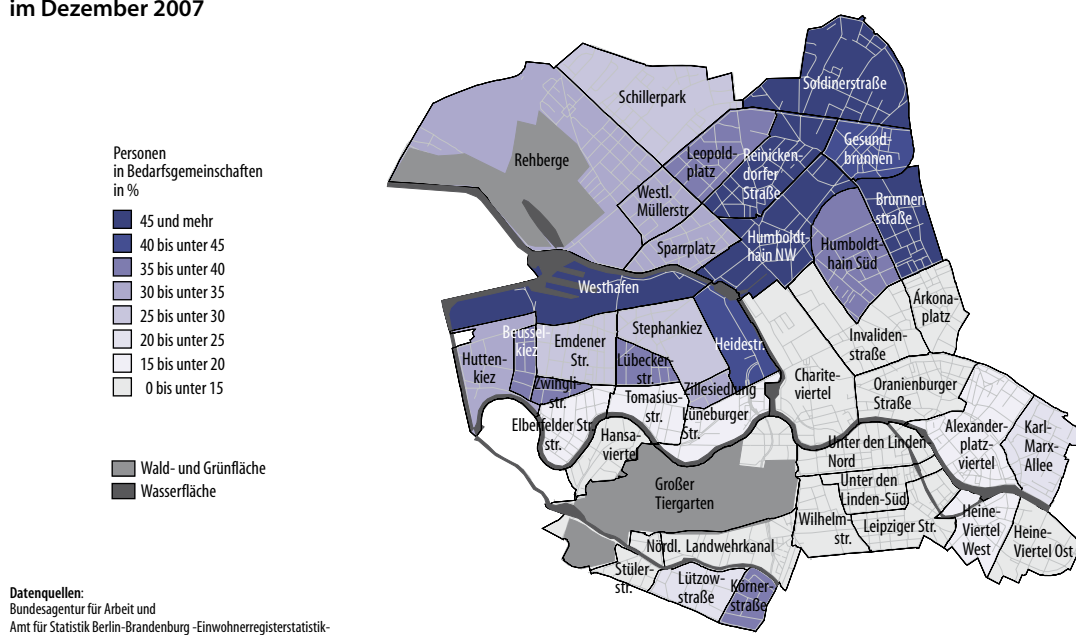 im Dezember 2007
Personen
in Bedarfsgemeinschaften
in %
45 und mehr
40 bis unter 45
35 bis unter 40
30 bis unter 35
25 bis unter 30
20 bis unter 25
15 bis unter 20
0 bis unter 15
Wald- und Grünfläche
Wasserfläche
Soldinerstraße
Schillerpark
Gesund-
brunnen
Leopold-
platz
Reinicken-
dorfer
Straße
Rehberge
Westl.
Müllerstr.
Brunnen
straße
Sparrplatz
Humboldt-
hain NW
Humboldt-
hain Süd
Westhafen
Arkona-
platz
Beussel-
kiez
Emdener
Str.
Stephankiez
Heidestr.
Invaliden-
straße
Hutten-
kiez
Lübecker-
str.
Charite-
viertel
Oranienburger
Straße
Zwingli-
str.
Zillesiedlung
Tomasius-
str.
Lüneburger
Str.
Elberfelder Str.
str.
Hansa-
viertel
Alexander-
platz-
viertel
Karl-
Marx-
Allee
Unter den Linden-
Nord
Großer
Tiergarten
Unter den
Linden-Süd
Wilhelm-
str.
Leipziger Str.
Heine-
Viertel
West
Heine-
Viertel Ost
Nördl. Landwehrkanal
Stüler-
str.
Lützow-
straße
Körner-
straße
Datenquellen:
Bundesagentur für Arbeit und
Amt für Statistik Berlin-Brandenburg -Einwohnerregisterstatistik-